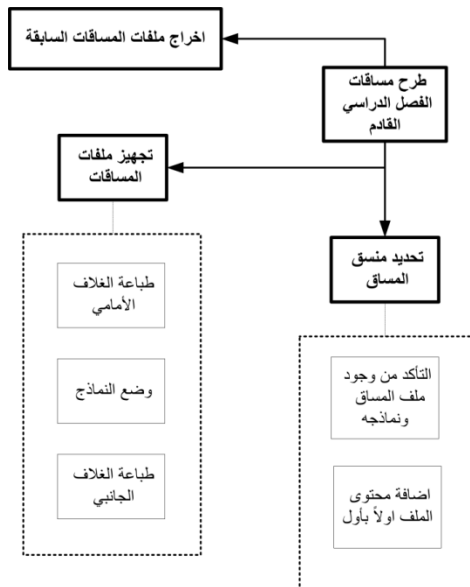 اخراج ملفات المساقات السابقة
طرح مساقات
الفصل الدراسي
القادم
تجهيز ملفات
المساقات
تحديد منسق
المساق
طباعة الغلاف
الأمامي
وضع النماذج
طباعة الغلاف
الجانبي
التأكد من وجود
ملف المساق
ونماذجه
اضافة محتوى
الملف اولاً بأول